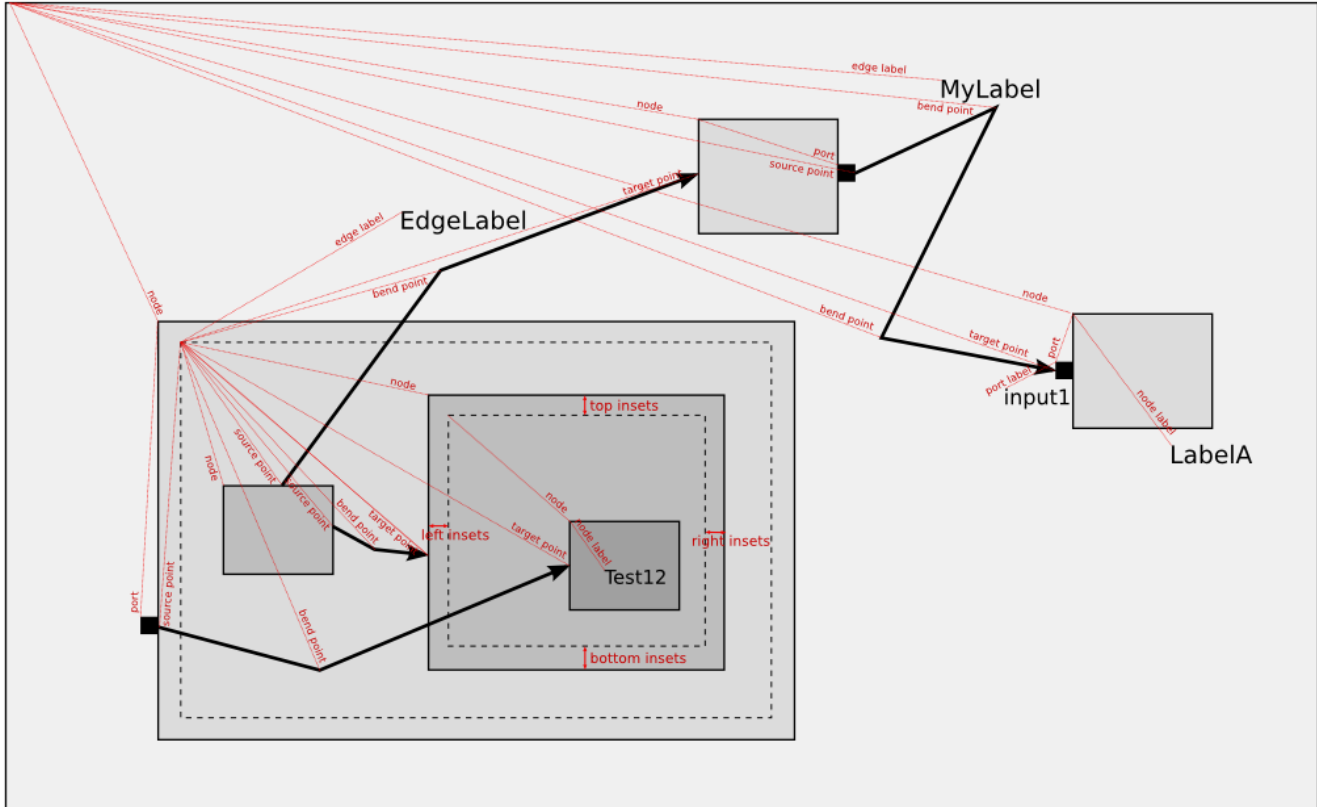 edge label
MyLabel
node
bend point
port
source point
target point
EdgeLabel
edge label
bend point
node
node
bend point
target point
port
port label
input1
node
top insets
node label
LabelA
source point
node
source point
bend point
target point
left insets
node
target point
node label
right insets
Test12
port
source point
bend point
bottom insets